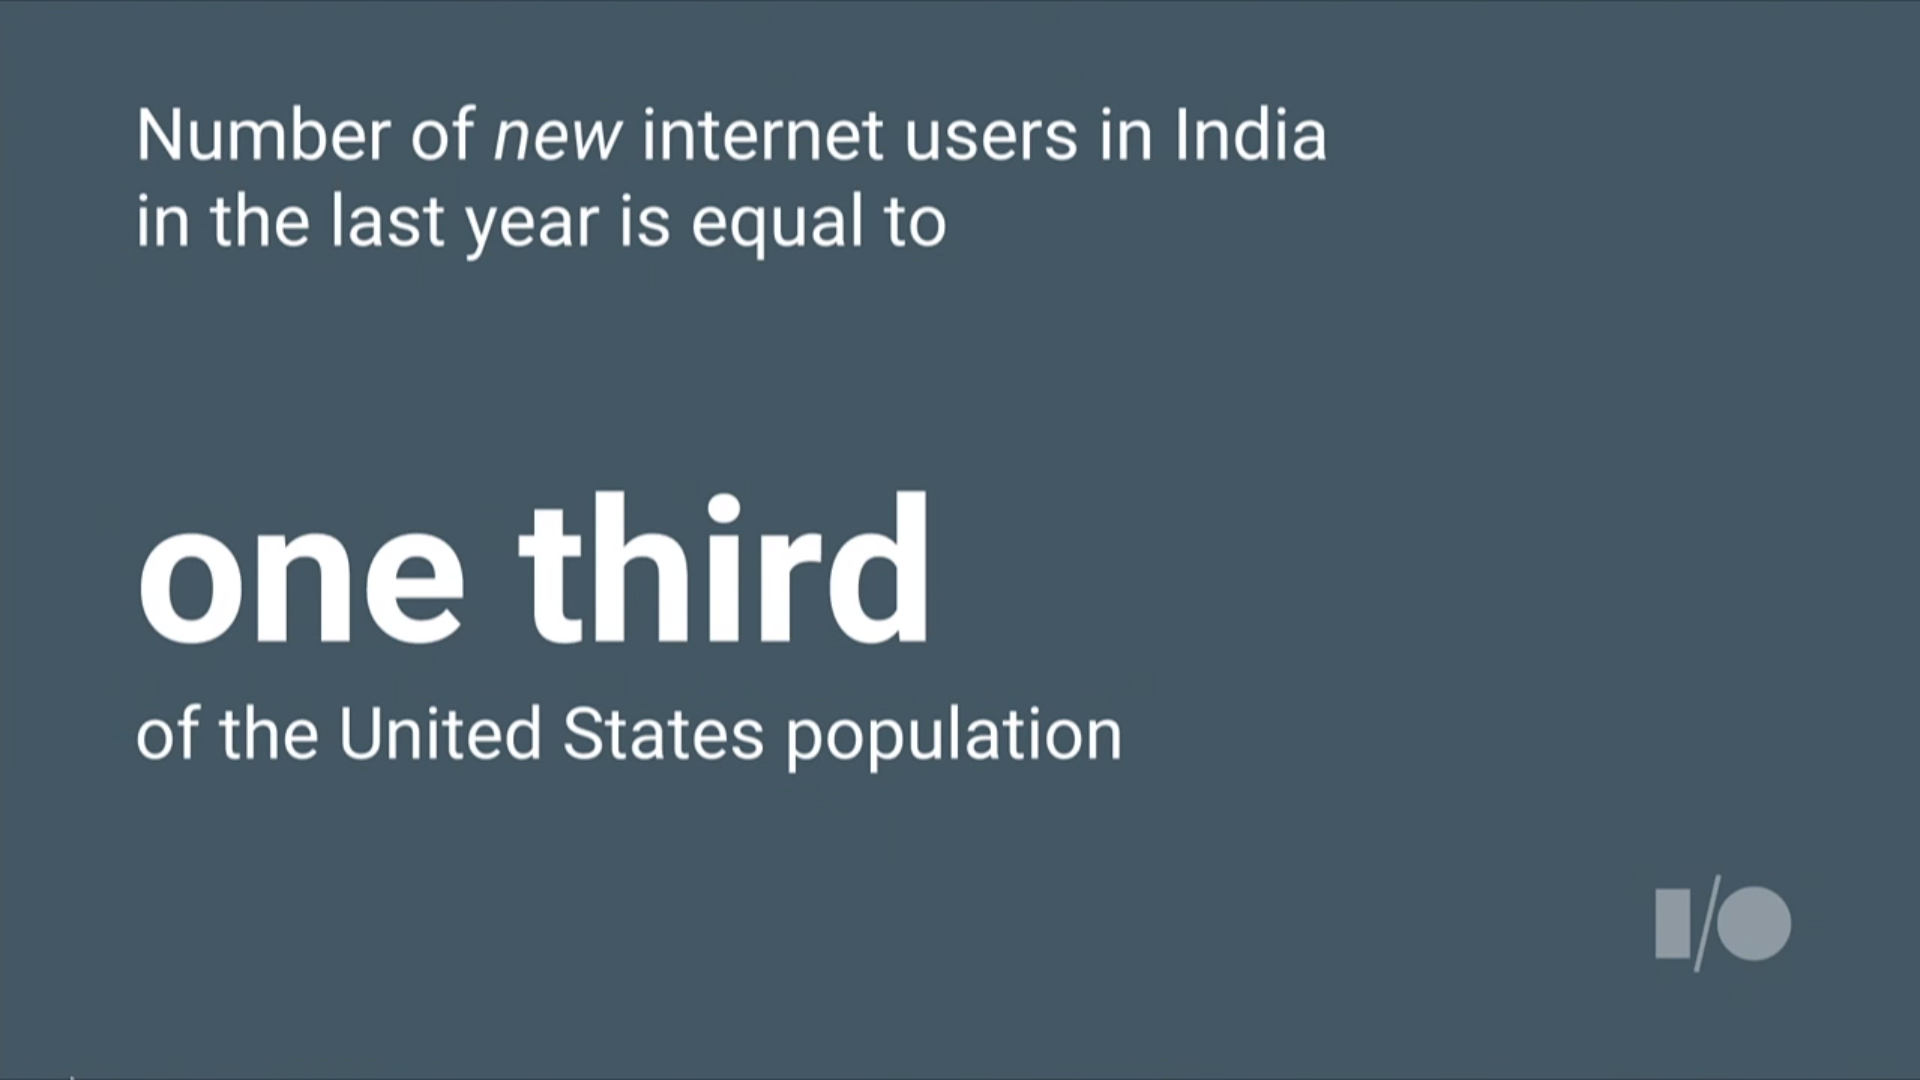 Number of new internet users in India
in the last year is equal to
one third
of the United States population
I/O